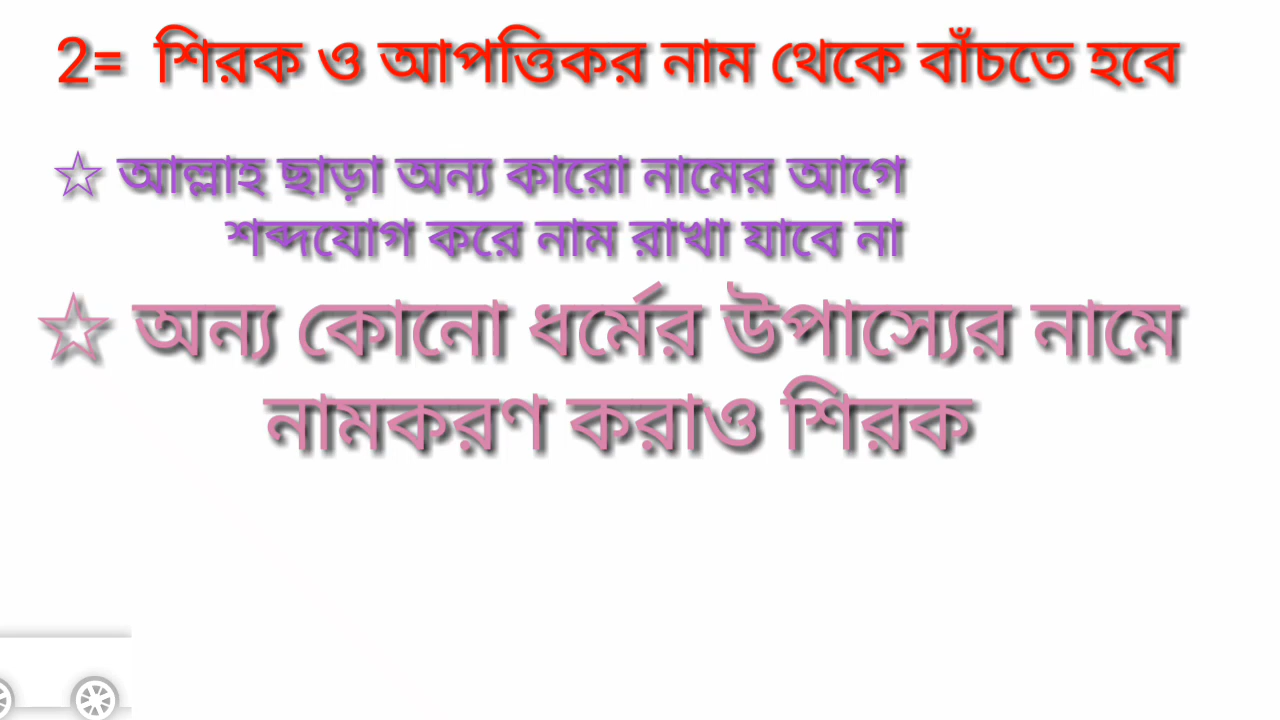 2= শিরক ও আপত্তিকর নাম থেকে বাঁচতে হবে
☆ আল্লাহ ছাড়া অন্য কারো নামের আগে
শব্দযোগ করে নাম রাখা যাবে না
☆ অন্য কোনো ধর্মের উপাস্যের নামে
নামকরণ করাও শিরক